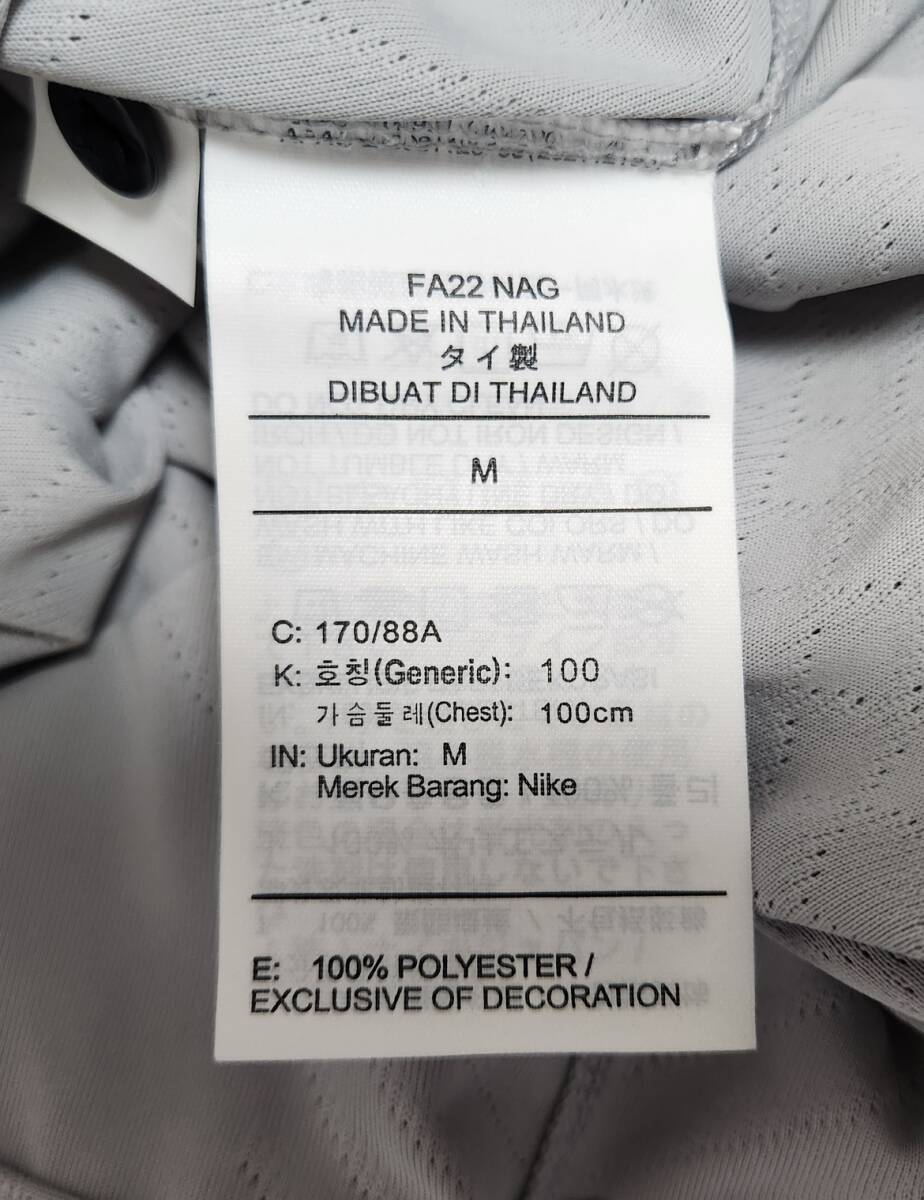 FA22 NAG
MADE IN THAILAND
タイ製
DIBUAT DI THAILAND
M
C: 170/88A
K: 호칭(Generic): 100
가슴둘레(Chest): 100cm
IN: Ukuran: M
Merek Barang: Nike
E: 100% POLYESTER /
EXCLUSIVE OF DECORATION